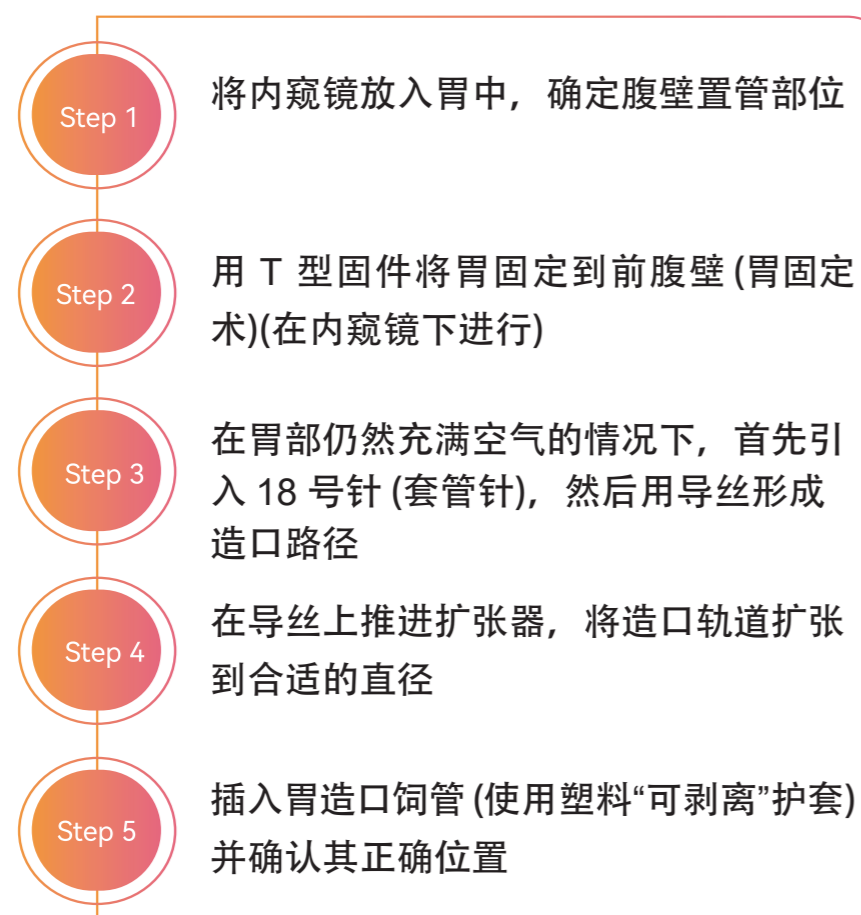 Step 1
将内窥镜放入胃中，确定腹壁置管部位
Step 2
用 T 型固件将胃固定到前腹壁 (胃固定
术)(在内窥镜下进行)
Step 3
在胃部仍然充满空气的情况下，首先引
入 18 号针 (套管针)，然后用导丝形成
造口路径
Step 4
在导丝上推进扩张器，将造口轨道扩张
到合适的直径
Step 5
插入胃造口饲管 (使用塑料“可剥离”护套)
并确认其正确位置